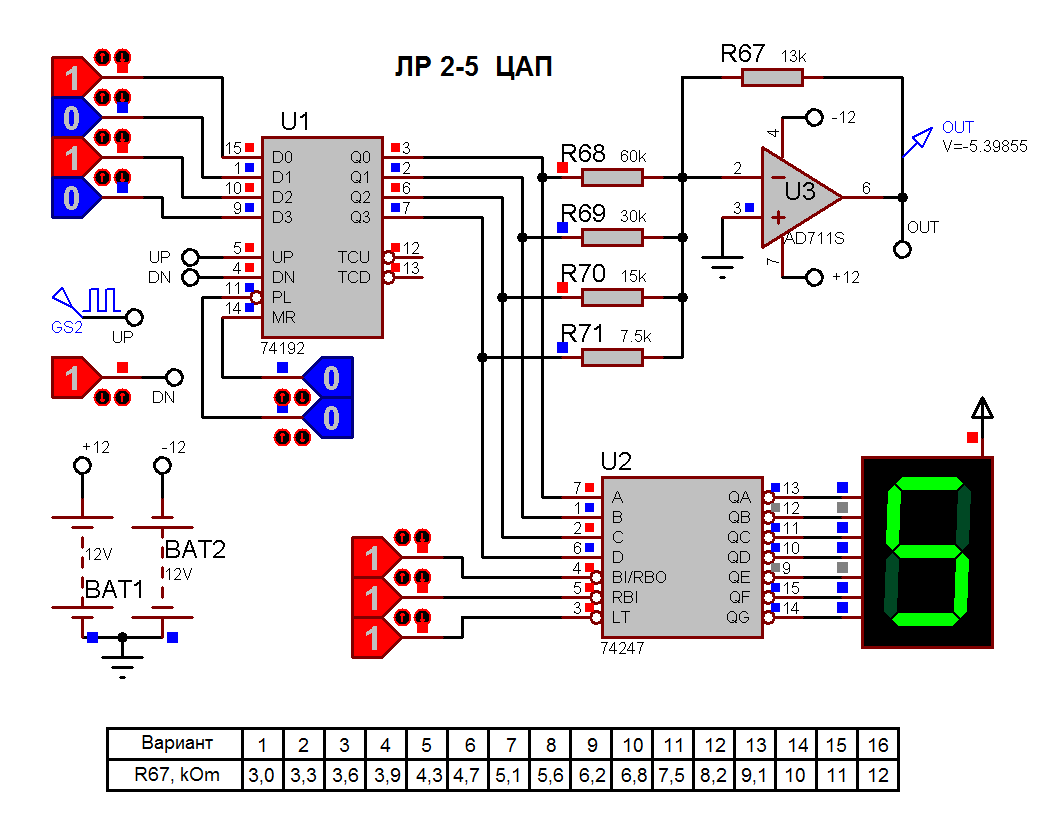 ЛР 2-5 ЦАП
R67
13k
1
0
1
0
U1
15
1
10
9
5
4
11
14
D0
D1
D2
D3
UP
DN
PL
MR
Q0
Q1
Q2
Q3
TCU
TCD
3
2
6
7
12
13
74192
UP
DN
GS2
UP
1
DN
0
0
R68
60k
R69
30k
R70
15k
R71
7.5k
-12
4
2
3
U3
6
AD711S
7
+12
OUT
V=-5.39855
OUT
+12
-12
12V
BAT1
BAT2
12V
1
1
1
U2
7
1
2
6
4
5
3
A
B
C
D
BI/RBO
RBI
LT
QA
QB
QC
QD
QE
QF
QG
13
12
11
10
9
15
14
74247
5
Вариант 1 2 3 4 5 6 7 8 9 10 11 12 13 14 15 16
R67, kOm 3,0 3,3 3,6 3,9 4,3 4,7 5,1 5,6 6,2 6,8 7,5 8,2 9,1 10 11 12